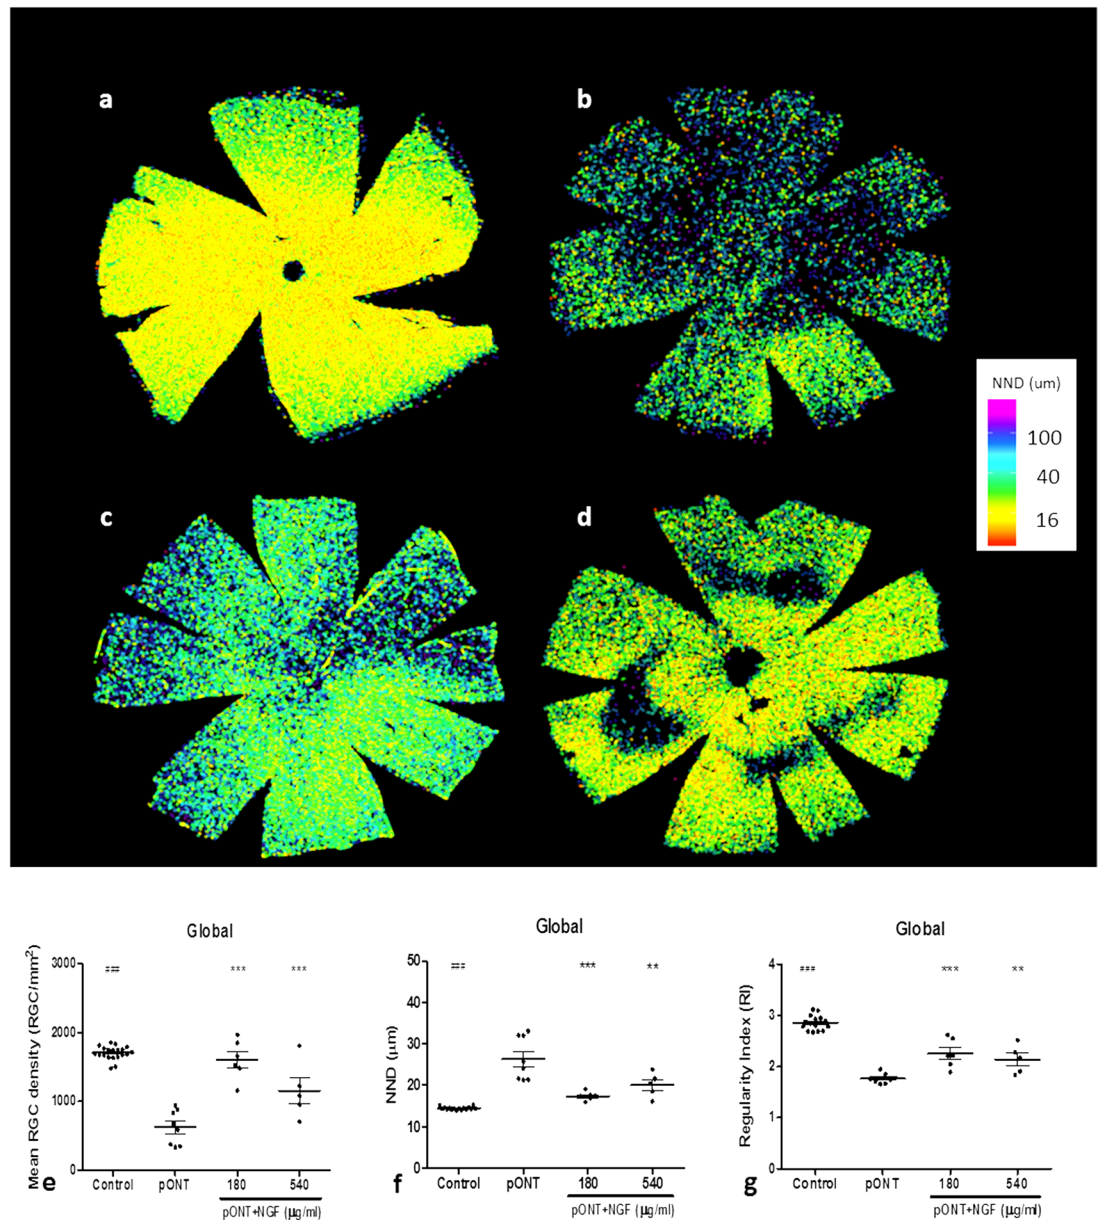 a
b
NND (um)
100
40
16
c
d
Global
Mean RGC density (RGC/mm²)
3000
2000
1000
0
###
***
***
Control
pONT
180
540
pONT+NGF (µg/ml)
e
Global
NND (µm)
50
40
30
20
10
0
###
***
**
Control
pONT
180
540
pONT+NGF (µg/ml)
f
Global
Regularity Index (RI)
4
3
2
1
0
###
***
**
Control
pONT
180
540
pONT+NGF (µg/ml)
g